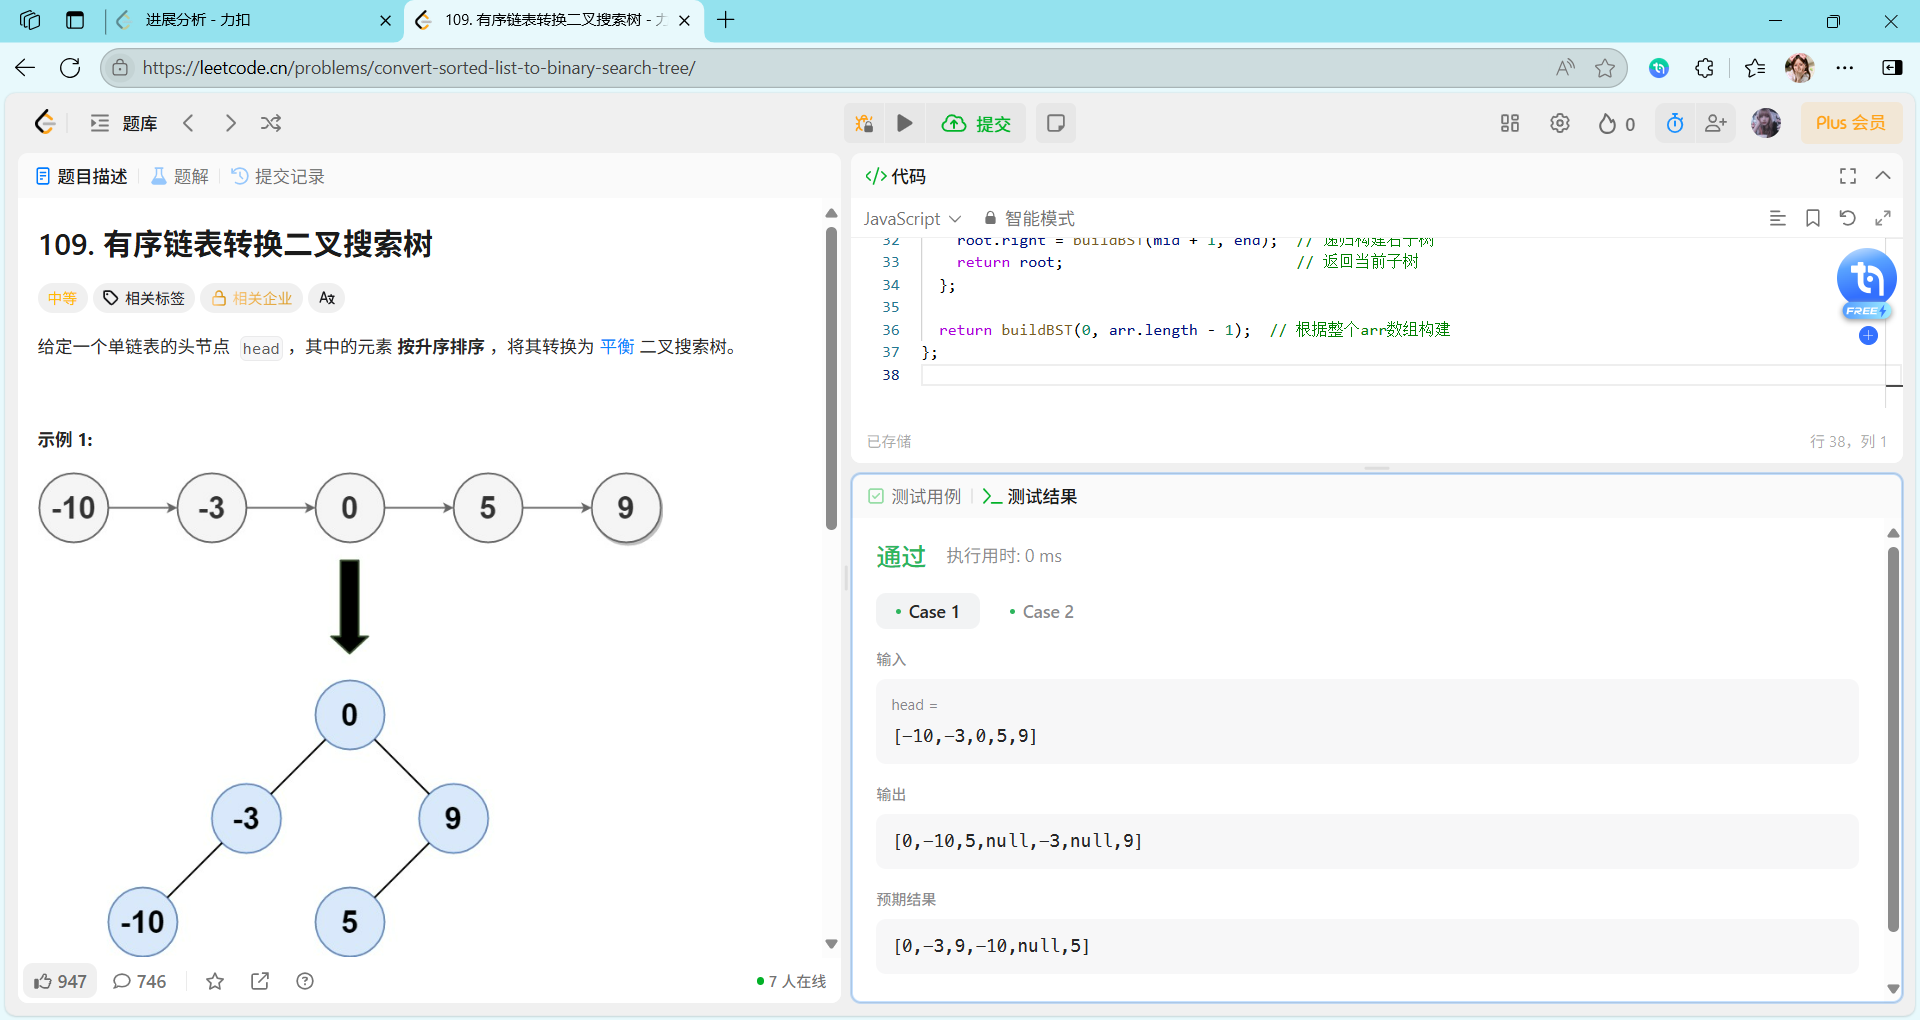 进展分析 - 力扣
109. 有序链表转换二叉搜索树 - 力
https://leetcode.cn/problems/convert-sorted-list-to-binary-search-tree/
题库
提交
0
Plus 会员
题目描述
题解
提交记录
109. 有序链表转换二叉搜索树
中等
相关标签
相关企业
给定一个单链表的头节点 head ，其中的元素 按升序排序 ，将其转换为 平衡 二叉搜索树。
示例 1:
-10
-3
0
5
9
0
-3
9
-10
5
947
746
7 人在线
</> 代码
JavaScript
智能模式
32 root.right = buildBST(mid + 1, end); // 递归构建右子树
33 return root; // 返回当前子树
34 };
35
36 return buildBST(0, arr.length - 1); // 根据整个arr数组构建
37 };
38
FREE
已存储
行 38，列 1
测试用例
测试结果
通过
执行用时: 0 ms
Case 1
Case 2
输入
head =
[-10,-3,0,5,9]
输出
[0,-10,5,null,-3,null,9]
预期结果
[0,-3,9,-10,null,5]